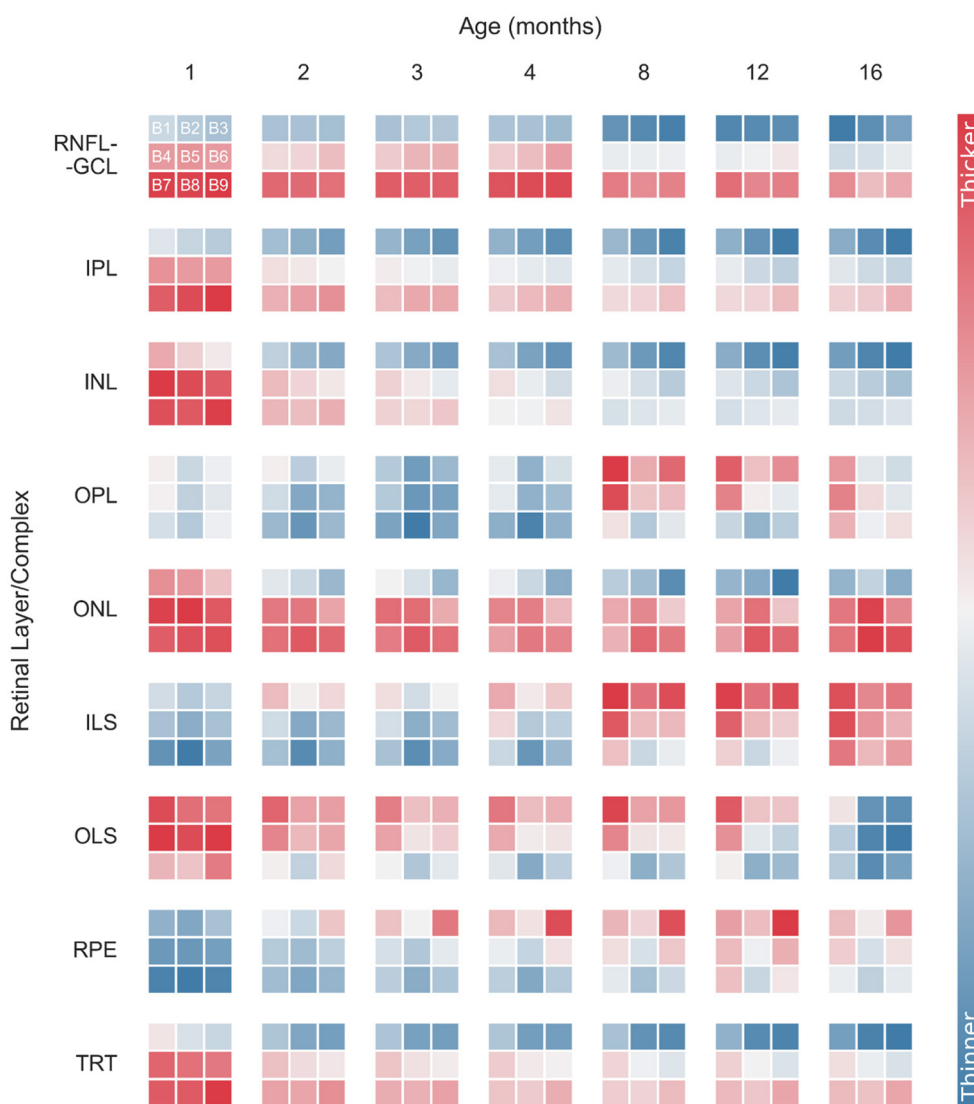 Age (months)
1 2 3 4 8 12 16
RNFL-
-GCL
B1 B2 B3
B4 B5 B6
B7 B8 B9
IPL
INL
OPL
ONL
ILS
OLS
RPE
TRT
Retinal Layer/Complex
Thicker
Thinner